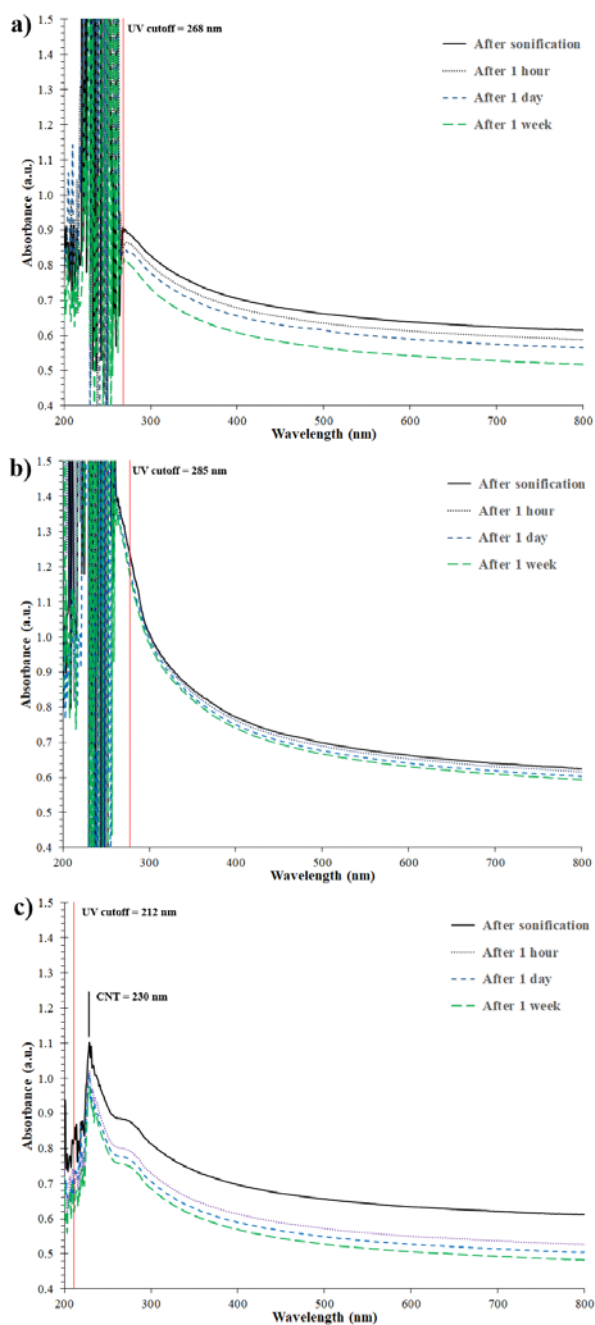 a)
UV cutoff = 268 nm
After sonification
After 1 hour
After 1 day
After 1 week
Absorbance (a.u.)
1.5
1.4
1.3
1.2
1.1
1.0
0.9
0.8
0.7
0.6
0.5
0.4
200 300 400 500 600 700 800
Wavelength (nm)
b)
UV cutoff = 285 nm
After sonification
After 1 hour
After 1 day
After 1 week
Absorbance (a.u.)
1.5
1.4
1.3
1.2
1.1
1.0
0.9
0.8
0.7
0.6
0.5
0.4
200 300 400 500 600 700 800
Wavelength (nm)
c)
UV cutoff = 212 nm
After sonification
After 1 hour
After 1 day
After 1 week
CNT = 230 nm
Absorbance (a.u.)
1.5
1.4
1.3
1.2
1.1
1.0
0.9
0.8
0.7
0.6
0.5
0.4
200 300 400 500 600 700 800
Wavelength (nm)